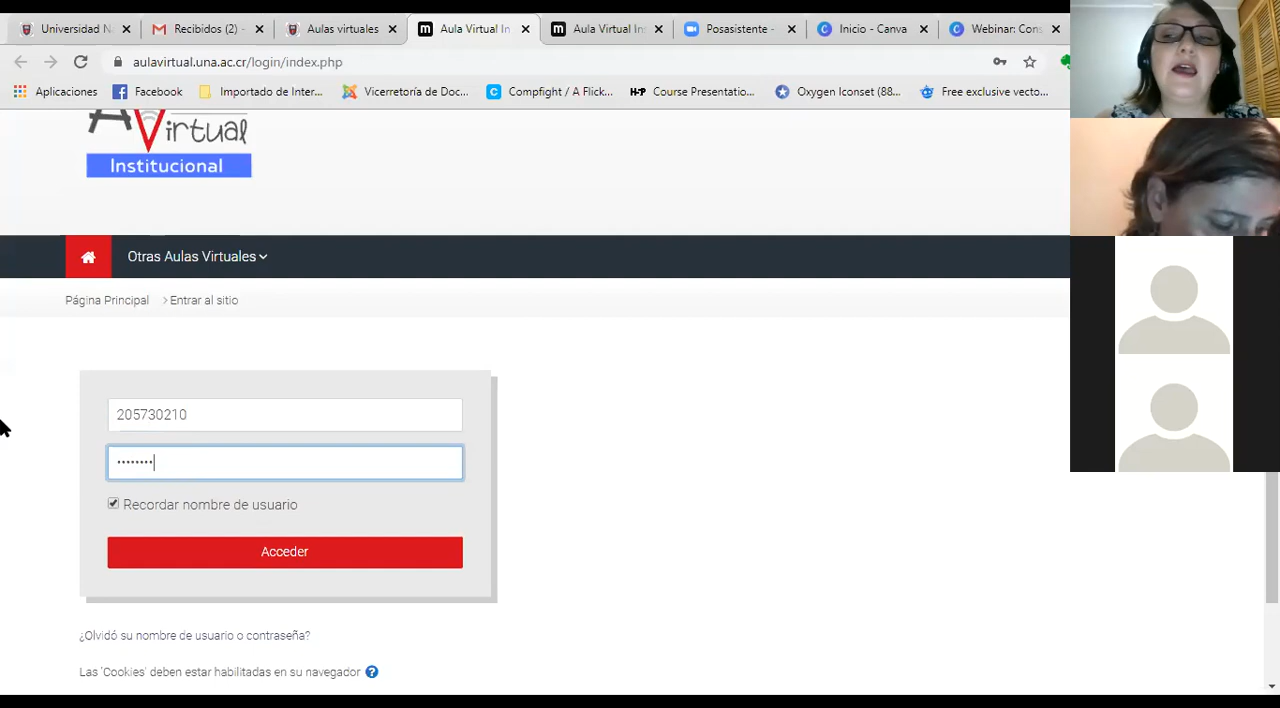 Universidad N
Recibidos (2) -
Aulas virtuales
Aula Virtual In
Aula Virtual Ins
Posasistente -
Inicio - Canva
Webinar: Cons
aulavirtual.una.ac.cr/login/index.php
Aplicaciones
Facebook
Importado de Inter...
Vicerretoría de Doc...
Compfight / A Flick...
H-P Course Presentatio...
Oxygen Iconset (88...
Free exclusive vecto...
AVirtual
Institucional
Otras Aulas Virtuales
Página Principal > Entrar al sitio
205730210
••••••••
Recordar nombre de usuario
Acceder
¿Olvidó su nombre de usuario o contraseña?
Las 'Cookies' deben estar habilitadas en su navegador ?